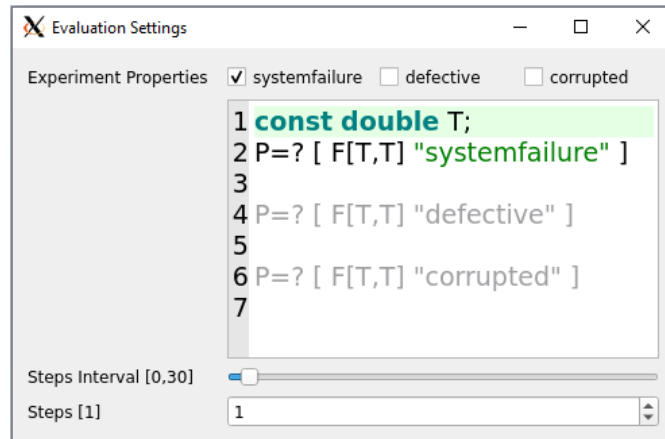 Evaluation Settings
Experiment Properties systemfailure defective corrupted
1 const double T;
2 P=? [ F[T,T] "systemfailure" ]
3
4 P=? [ F[T,T] "defective" ]
5
6 P=? [ F[T,T] "corrupted" ]
7
Steps Interval [0,30]
Steps [1] 1